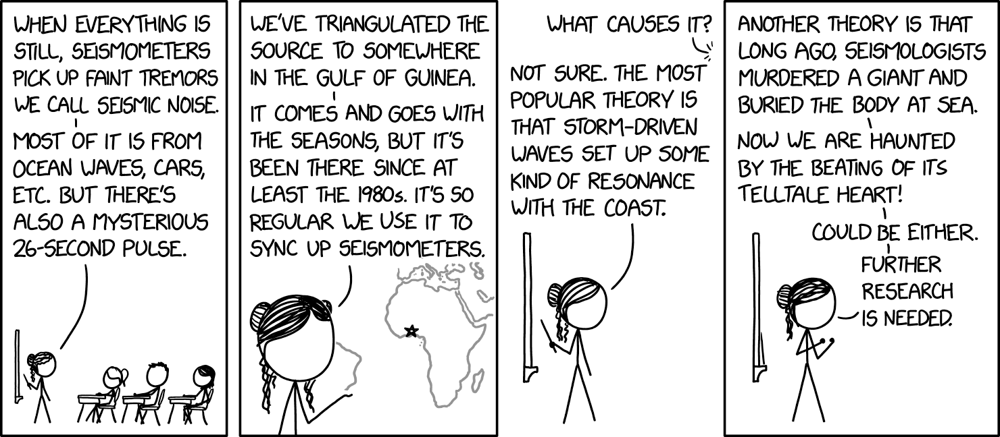 WHEN EVERYTHING IS
STILL, SEISMOMETERS
PICK UP FAINT TREMORS
WE CALL SEISMIC NOISE.
MOST OF IT IS FROM
OCEAN WAVES, CARS,
ETC. BUT THERE'S
ALSO A MYSTERIOUS
26-SECOND PULSE.
WE'VE TRIANGULATED THE
SOURCE TO SOMEWHERE
IN THE GULF OF GUINEA.
IT COMES AND GOES WITH
THE SEASONS, BUT IT'S
BEEN THERE SINCE AT
LEAST THE 1980s. IT'S SO
REGULAR WE USE IT TO
SYNC UP SEISMOMETERS.
WHAT CAUSES IT?
NOT SURE. THE MOST
POPULAR THEORY IS
THAT STORM-DRIVEN
WAVES SET UP SOME
KIND OF RESONANCE
WITH THE COAST.
ANOTHER THEORY IS THAT
LONG AGO, SEISMOLOGISTS
MURDERED A GIANT AND
BURIED THE BODY AT SEA.
NOW WE ARE HAUNTED
BY THE BEATING OF ITS
TELLTALE HEART!
COULD BE EITHER.
FURTHER
RESEARCH
IS NEEDED.